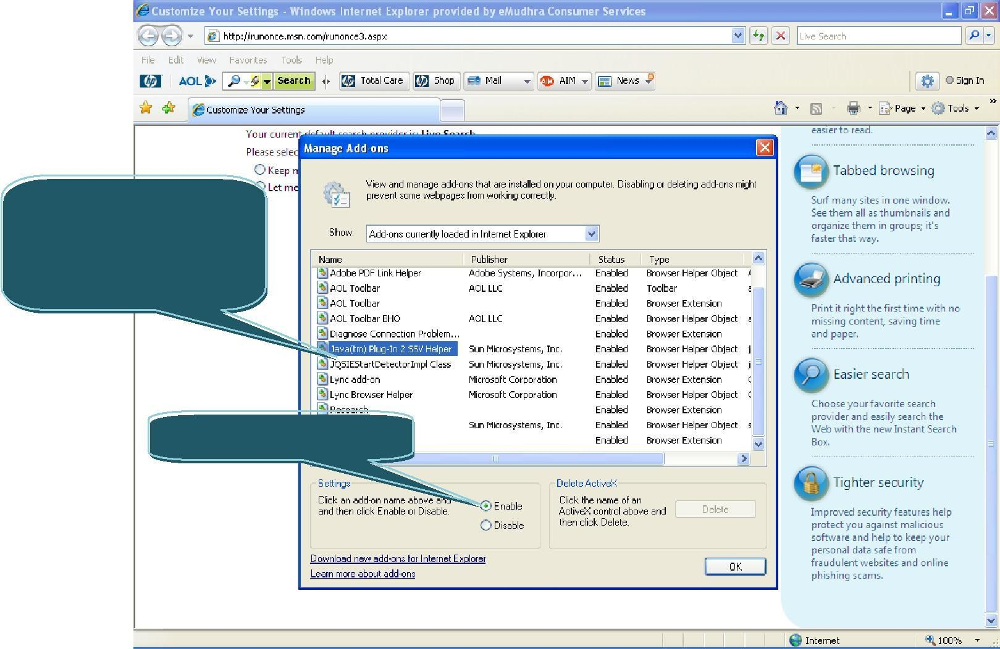 Customize Your Settings - Windows Internet Explorer provided by eMudhra Consumer Services
http://runonce.msn.com/runonce3.aspx
Live Search
File Edit View Favorites Tools Help
hp AOL Search hp Total Care hp Shop Mail AIM AIM News Sign In
Customize Your Settings
Page Tools »
Your current default search provider is: Live Search
Please selec
Keep m
Let me
Manage Add-ons
View and manage add-ons that are installed on your computer. Disabling or deleting add-ons might
prevent some webpages from working correctly.
Show: Add-ons currently loaded in Internet Explorer
Name Publisher Status Type
Adobe PDF Link Helper Adobe Systems, Incorpor... Enabled Browser Helper Object
AOL Toolbar AOL LLC Enabled Toolbar
AOL Toolbar Enabled Browser Extension
AOL Toolbar BHO AOL LLC Enabled Browser Helper Object
Diagnose Connection Problem... Enabled Browser Extension
Java(tm) Plug-In 2 SSV Helper Sun Microsystems, Inc. Enabled Browser Helper Object
JQSIEStartDetectorImpl Class Sun Microsystems, Inc. Enabled Browser Helper Object
Lync add-on Microsoft Corporation Enabled Browser Extension
Lync Browser Helper Microsoft Corporation Enabled Browser Helper Object
Research Enabled Browser Extension
Sun Microsystems, Inc. Enabled Browser Helper Object
Enabled Browser Extension
Settings
Click an add-on name above and
and then click Enable or Disable.
Enable
Disable
Delete ActiveX
Click the name of an
ActiveX control above and
then click Delete.
Delete
Download new add-ons for Internet Explorer
Learn more about add-ons
OK
easier to read.
Tabbed browsing
Surf many sites in one window.
See them all as thumbnails and
organize them in groups; it's
faster that way.
Advanced printing
Print it right the first time with no
missing content, saving time
and paper.
Easier search
Choose your favorite search
provider and easily search the
Web with the new Instant Search
Box.
Tighter security
Improved security features help
protect you against malicious
software and help to keep your
personal data safe from
fraudulent websites and online
phishing scams.
Internet 100%